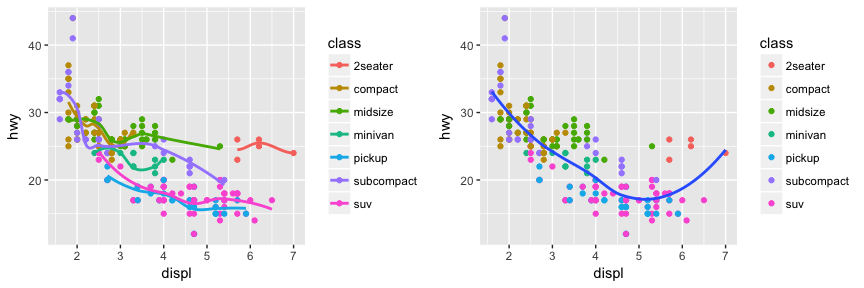 hwy
40
30
20
2
3
4
5
6
7
displ
class
2seater
compact
midsize
minivan
pickup
subcompact
suv
hwy
40
30
20
2
3
4
5
6
7
displ
class
2seater
compact
midsize
minivan
pickup
subcompact
suv